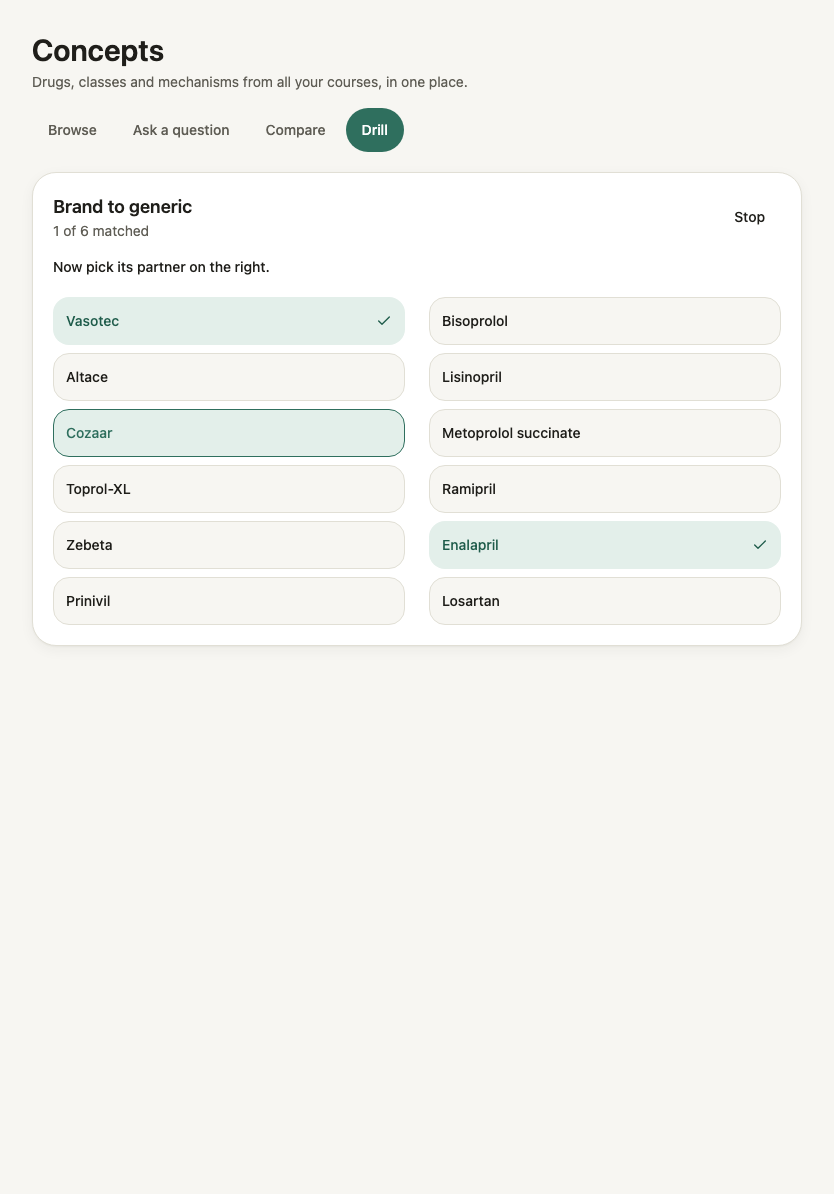 Concepts
Drugs, classes and mechanisms from all your courses, in one place.
Browse Ask a question Compare Drill
Brand to generic
1 of 6 matched
Stop
Now pick its partner on the right.
Vasotec Bisoprolol
Altace Lisinopril
Cozaar Metoprolol succinate
Toprol-XL Ramipril
Zebeta Enalapril
Prinivil Losartan